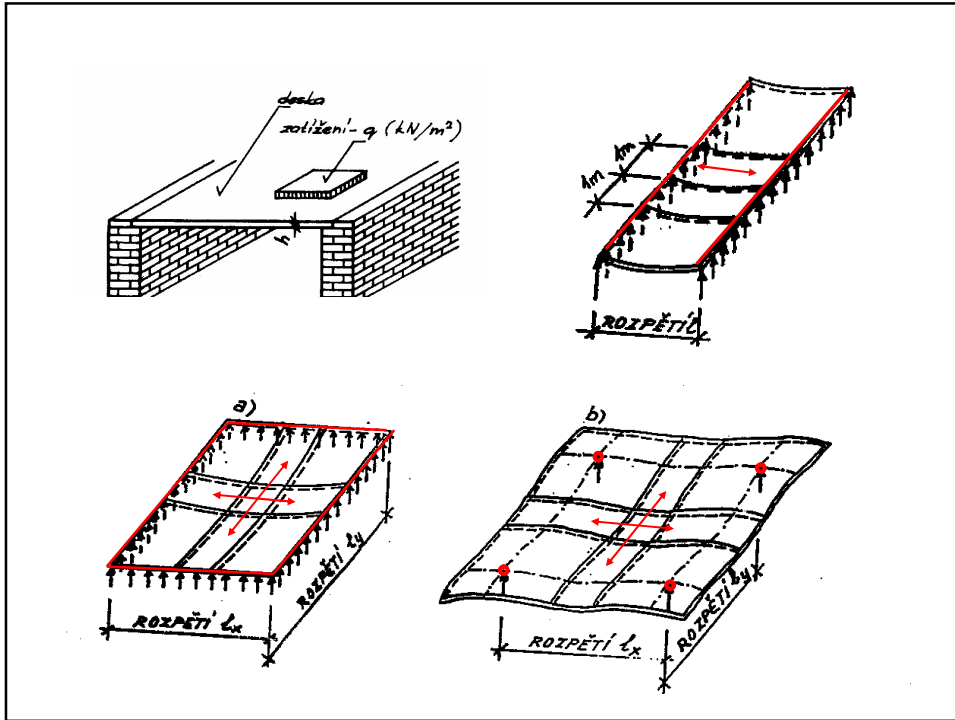 deska
zatížení - q (kN/m²)
h
1m
1m
ROZPĚTÍ l
a)
ROZPĚTÍ lx
ROZPĚTÍ ly
b)
ROZPĚTÍ lx
ROZPĚTÍ ly